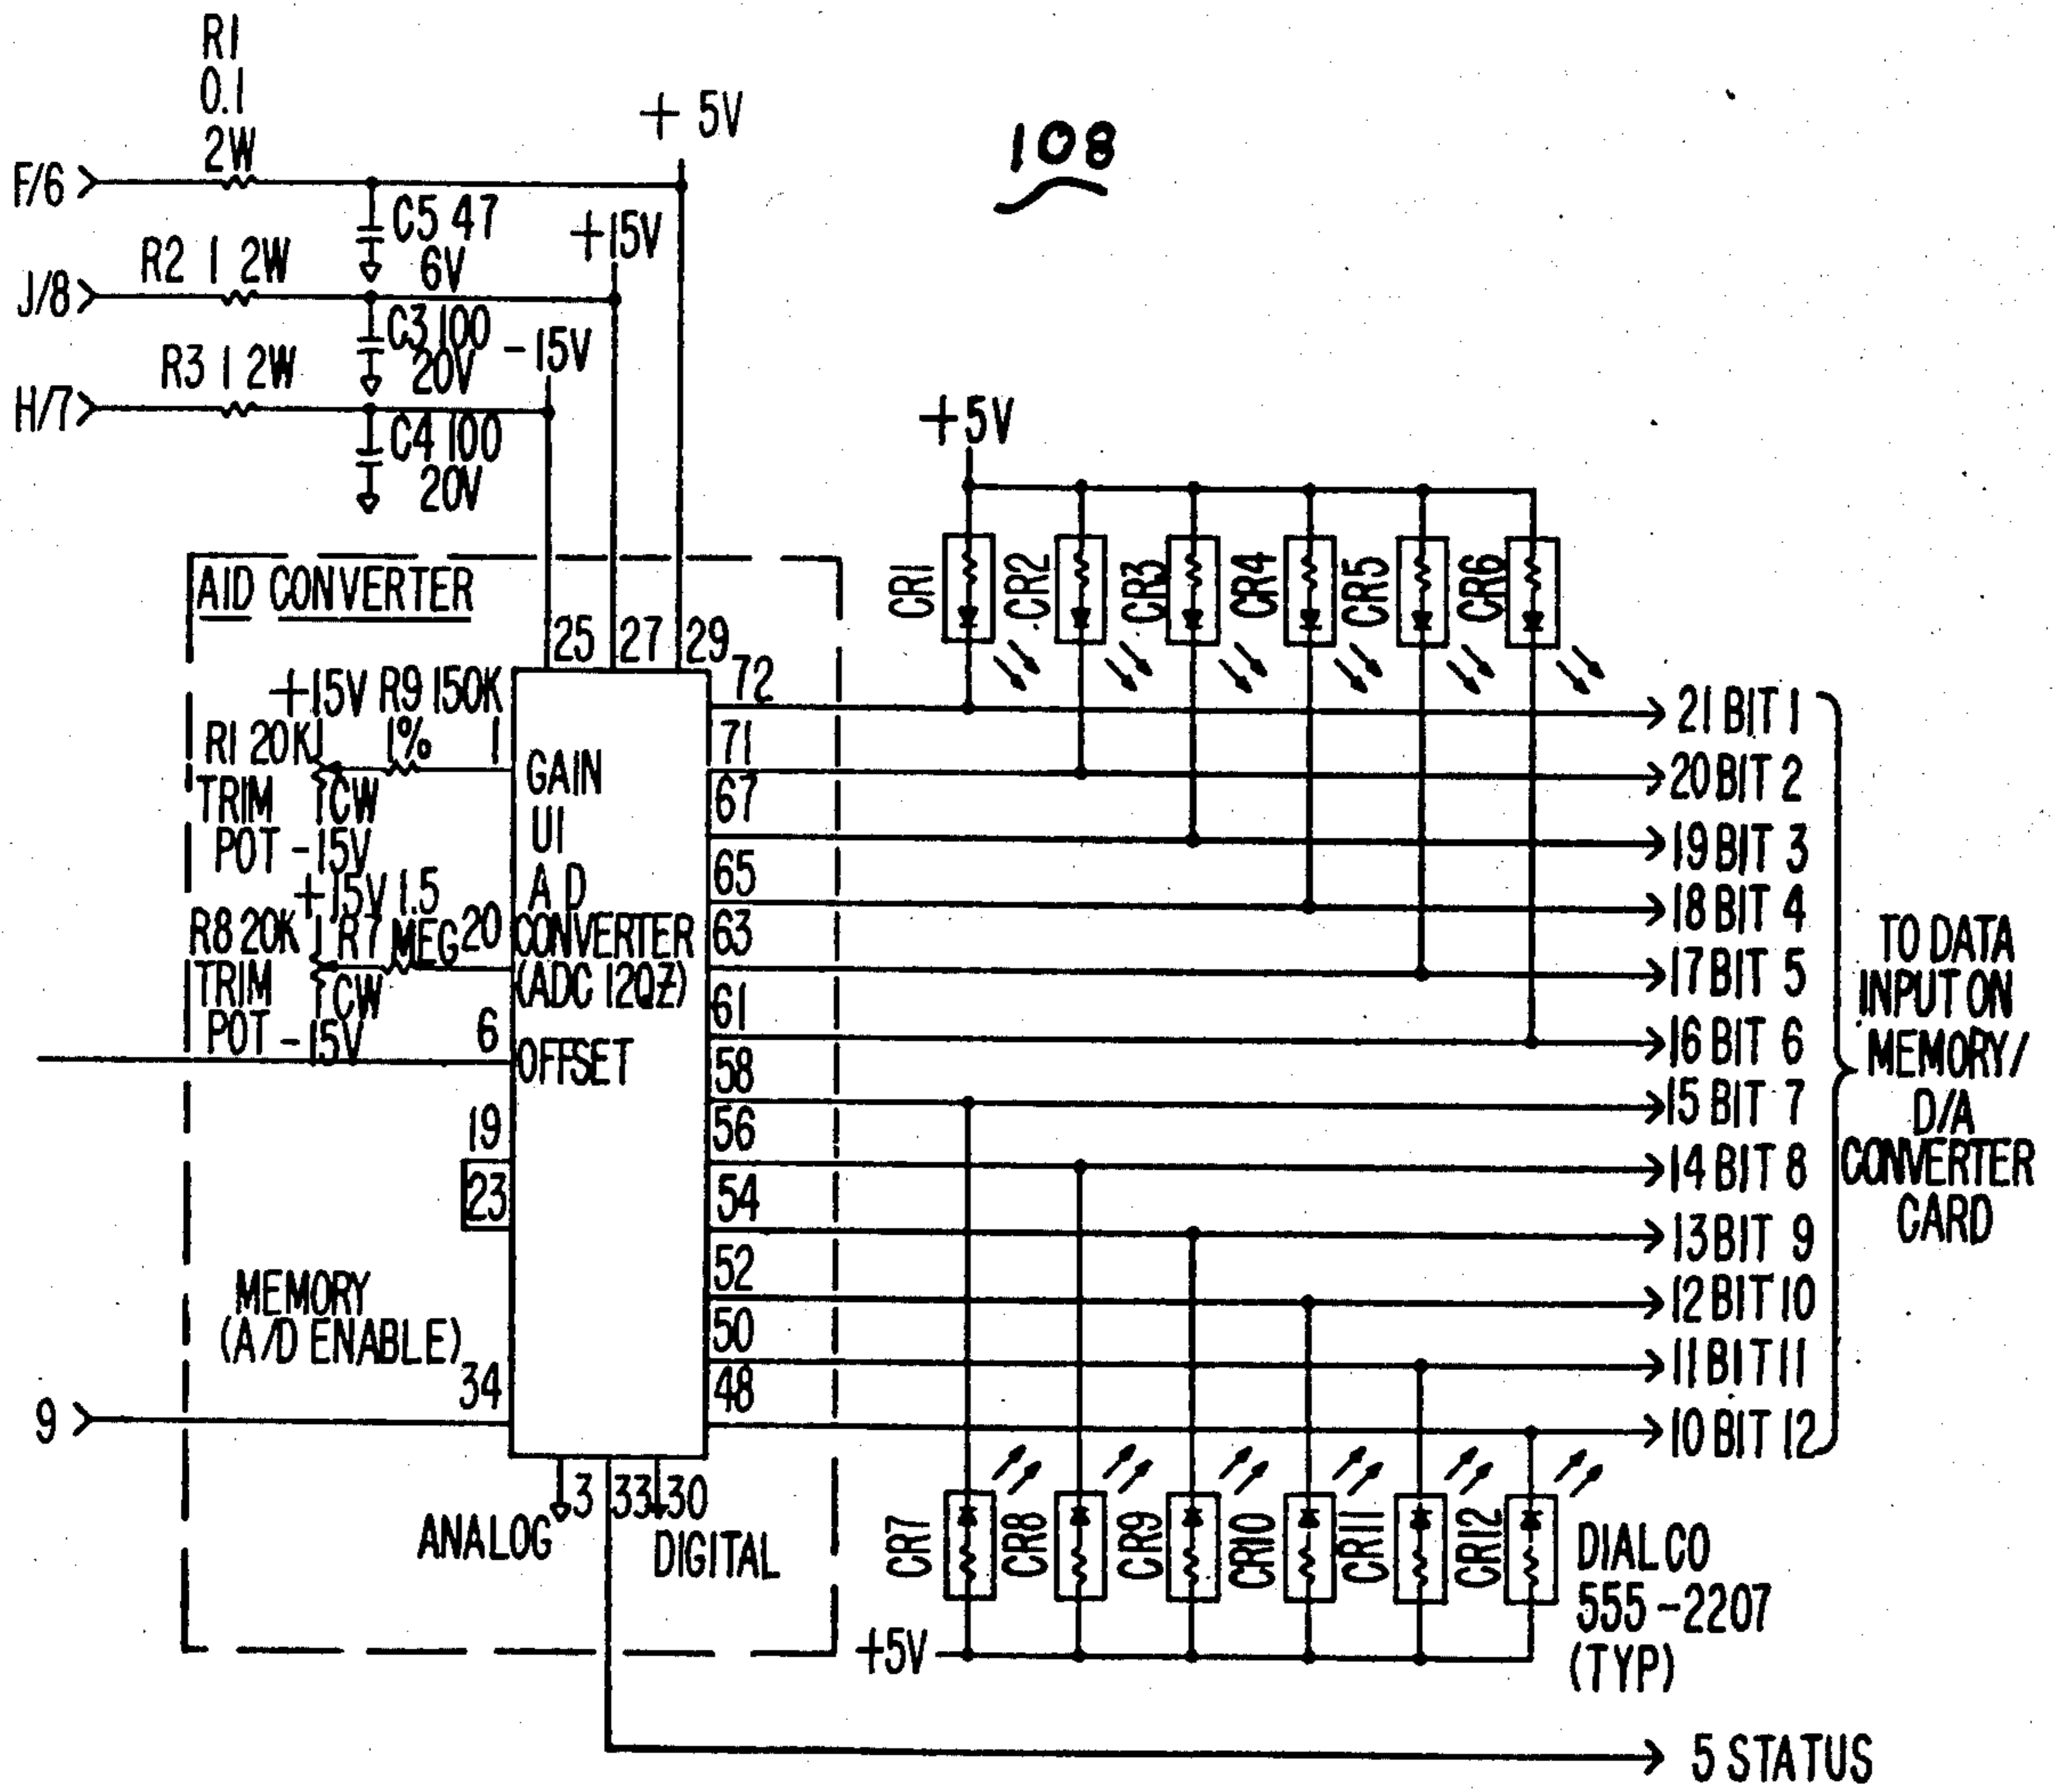 R1
0.1
2W
+ 5V
108
F/6
C5 47
6V
+15V
R2 1 2W
J/8
C3 100
20V
-15V
R3 1 2W
H/7
C4 100
20V
+5V
CR1
CR2
CR3
CR4
CR5
CR6
AID CONVERTER
25 27 29
72
+15V R9 150K
1%
1
R1 20K
TRIM
POT
CW
-15V
GAIN
U1
A D
CONVERTER
(ADC 12QZ)
OFFSET
+15V 1.5
R8 20K
R7 MEG
20
TRIM
POT
CW
-15V
6
19
23
MEMORY
(A/D ENABLE)
34
9
71
67
65
63
61
58
56
54
52
50
48
21 BIT 1
20 BIT 2
19 BIT 3
18 BIT 4
17 BIT 5
16 BIT 6
15 BIT 7
14 BIT 8
13 BIT 9
12 BIT 10
11 BIT 11
10 BIT 12
TO DATA
INPUT ON
MEMORY/
D/A
CONVERTER
CARD
3 33 30
ANALOG
DIGITAL
CR7
CR8
CR9
CR10
CR11
CR12
DIALCO
555-2207
(TYP)
+5V
5 STATUS